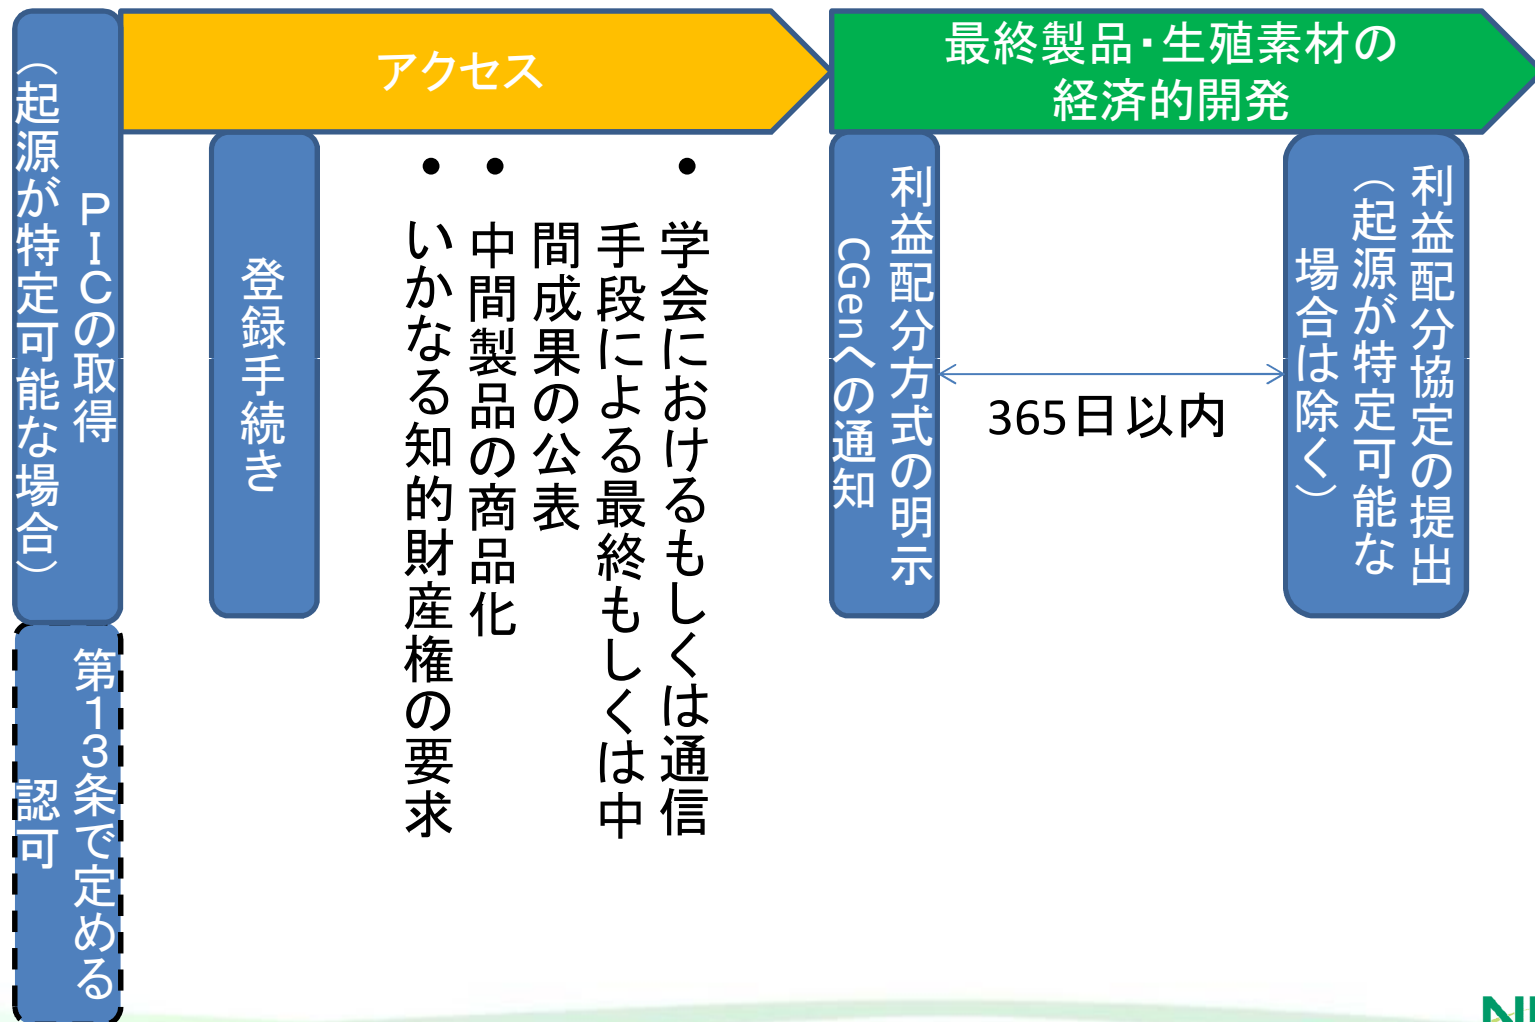 アクセス
最終製品・生殖素材の
経済的開発
PICの取得
（起源が特定可能な場合）
第13条で定める
認可
登録手続き
• 学会におけるもしくは通信
手段による最終もしくは中
間成果の公表
• 中間製品の商品化
• いかなる知的財産権の要求
利益配分方式の明示
CGenへの通知
365日以内
利益配分協定の提出
（起源が特定可能な
場合は除く）